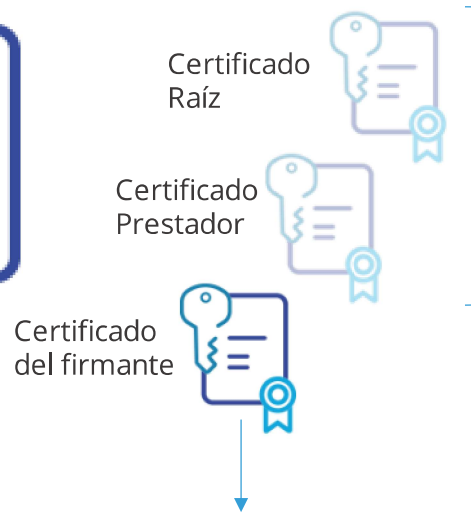 Certificado
Raíz
Certificado
Prestador
Certificado
del firmante